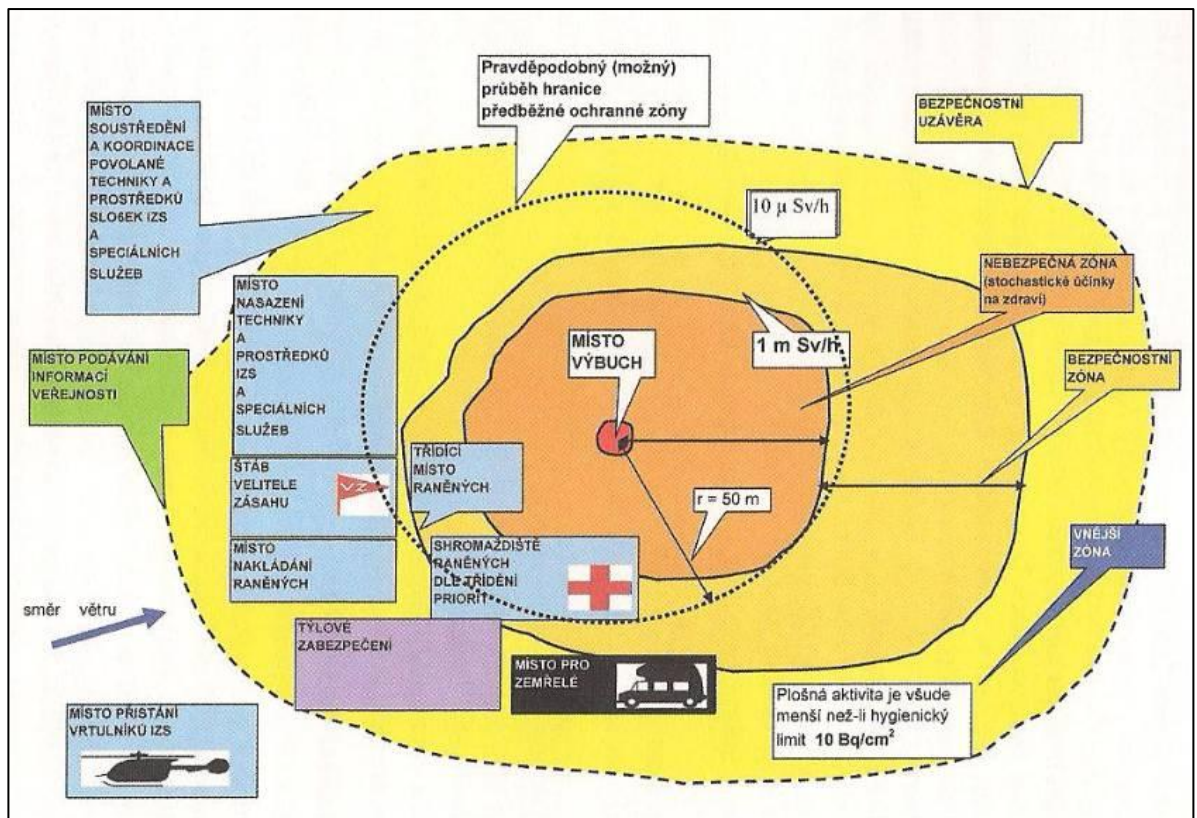 Pravděpodobný (možný)
průběh hranice
předběžné ochranné zóny
MÍSTO
SOUSTŘEDĚNÍ
A KOORDINACE
POVOLANÉ
TECHNIKY A
PROSTŘEDKŮ
SLO6EK IZS
A
SPECIÁLNÍCH
SLUŽEB
BEZPEČNOSTNÍ
UZÁVĚRA
10 µ Sv/h
NEBEZPEČNÁ ZÓNA
(stochastické účinky
na zdraví)
MÍSTO
NASAZENÍ
TECHNIKY
A
PROSTŘEDKŮ
IZS
A
SPECIÁLNÍCH
SLUŽEB
MÍSTO
VÝBUCH
1 m Sv/h
MÍSTO PODÁVÁNÍ
INFORMACÍ
VEŘEJNOSTI
BEZPEČNOSTNÍ
ZÓNA
TŘÍDÍCÍ
MÍSTO
RANĚNÝCH
ŠTÁB
VELITELE
ZÁSAHU
VZ
r = 50 m
MÍSTO
NAKLÁDÁNÍ
RANĚNÝCH
SHROMAŽDIŠTĚ
RANĚNÝCH
DLE TŘÍDĚNÍ
PRIORIT
VNĚJŠÍ
ZÓNA
směr větru
TÝLOVÉ
ZABEZPEČENÍ
MÍSTO PRO
ZEMŘELÉ
Plošná aktivita je všude
menší než-li hygienický
limit 10 Bq/cm²
MÍSTO PŘISTÁNÍ
VRTULNÍKŮ IZS